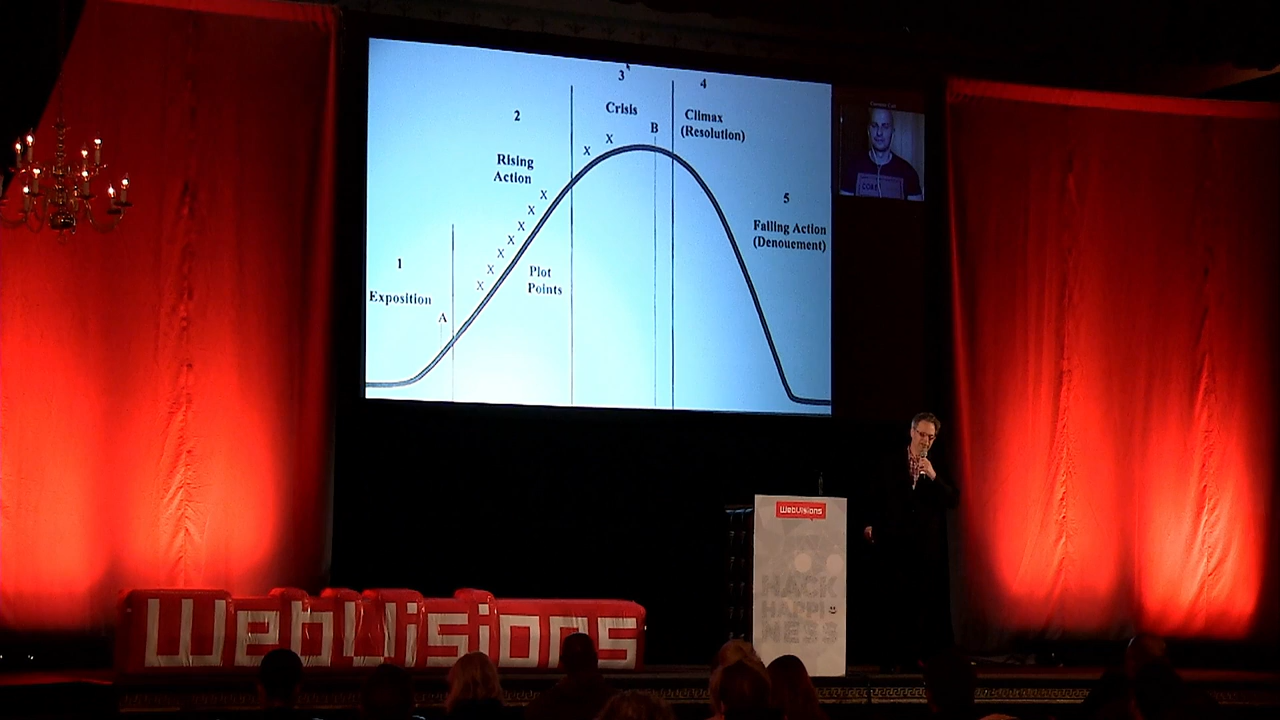 3
4
Crisis
Climax
(Resolution)
2
B
X
X
Rising
Action
X
X
X
X
X
X
X
5
Falling Action
(Denouement)
1
Plot
Points
Exposition
A
WebVisions
HACK
HAPPI
NESS
WebVisions